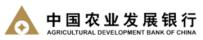 中国农业发展银行
AGRICULTURAL DEVELOPMENT BANK OF CHINA